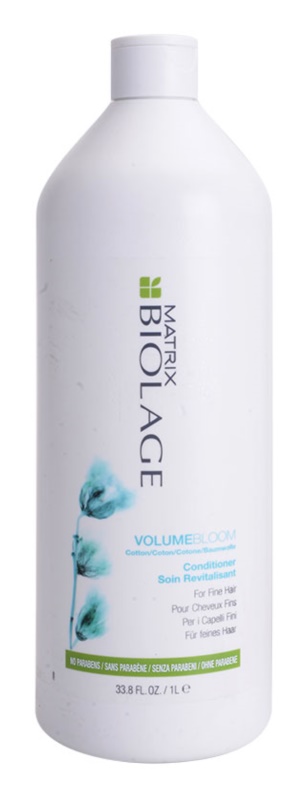 MATRIX
BIOLAGE
VOLUMEBLOOM
Cotton/Coton/Cotone/Baumwolle
Conditioner
Soin Revitalisant
For Fine Hair
Pour Cheveux Fins
Per i Capelli Fini
Für feines Haar
NO PARABENS / SANS PARABÈNE / SENZA PARABENI / OHNE PARABENE
33.8 FL. OZ. / 1L ℮